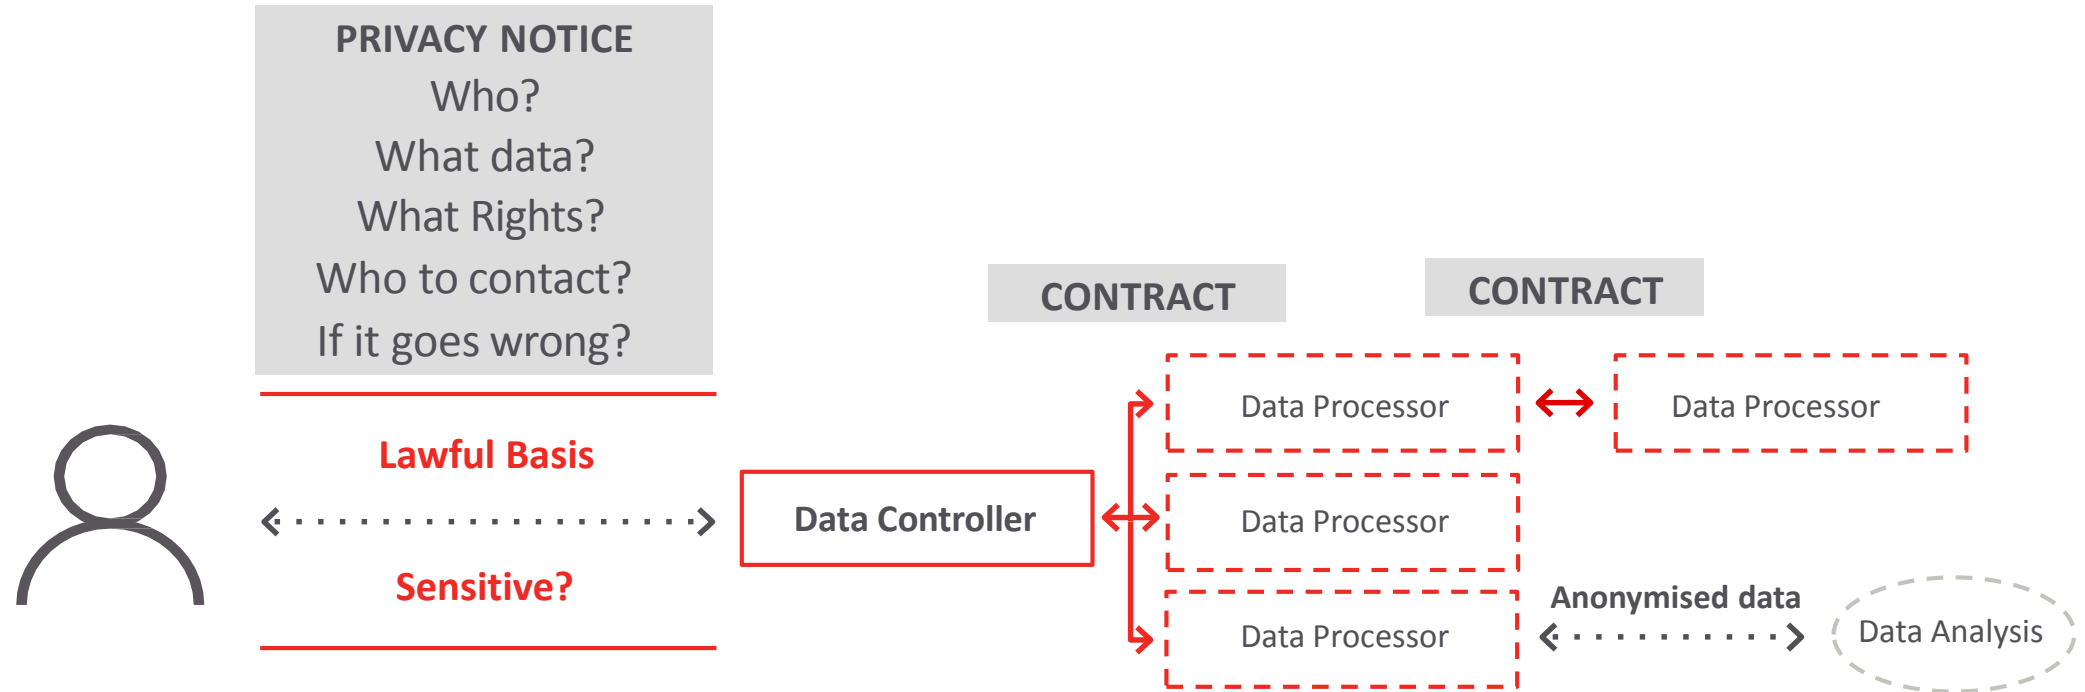 PRIVACY NOTICE
Who?
What data?
What Rights?
Who to contact?
If it goes wrong?
Lawful Basis
Sensitive?
Data Controller
CONTRACT
CONTRACT
Data Processor
Data Processor
Data Processor
Data Processor
Anonymised data
Data Analysis